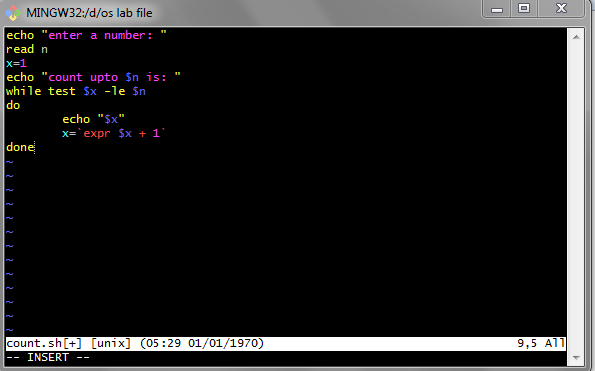 MINGW32:/d/os lab file
echo "enter a number: "
read n
x=1
echo "count upto $n is: "
while test $x -le $n
do
        echo "$x"
        x=`expr $x + 1`
done
~
~
~
~
~
~
~
~
~
~
~
~
~
count.sh[+] [unix] (05:29 01/01/1970) 9,5 All
-- INSERT --